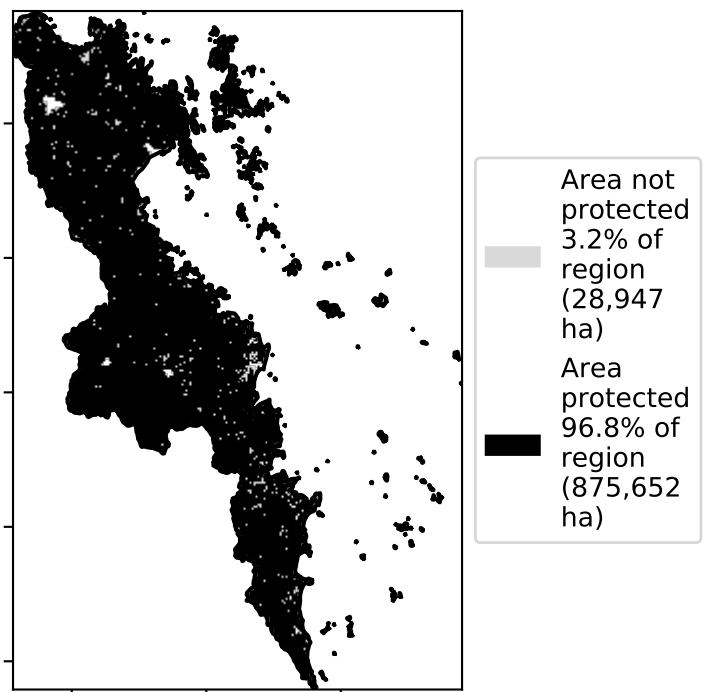 Area not
protected
3.2% of
region
(28,947
ha)
Area
protected
96.8% of
region
(875,652
ha)